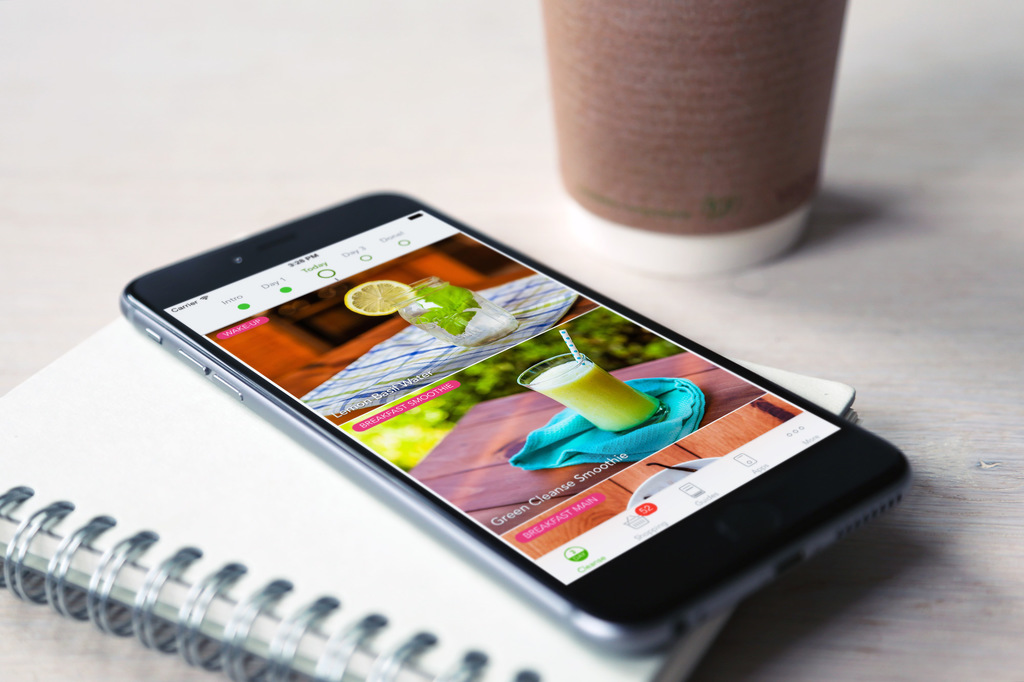 Carrier
3:28 PM
Intro
Day 1
Today
Day 3
Done!
WAKE-UP
Lemon Basil Water
BREAKFAST SMOOTHIE
Green Cleanse Smoothie
BREAKFAST MAIN
Cleanse
52
Shopping
Guides
Apps
More